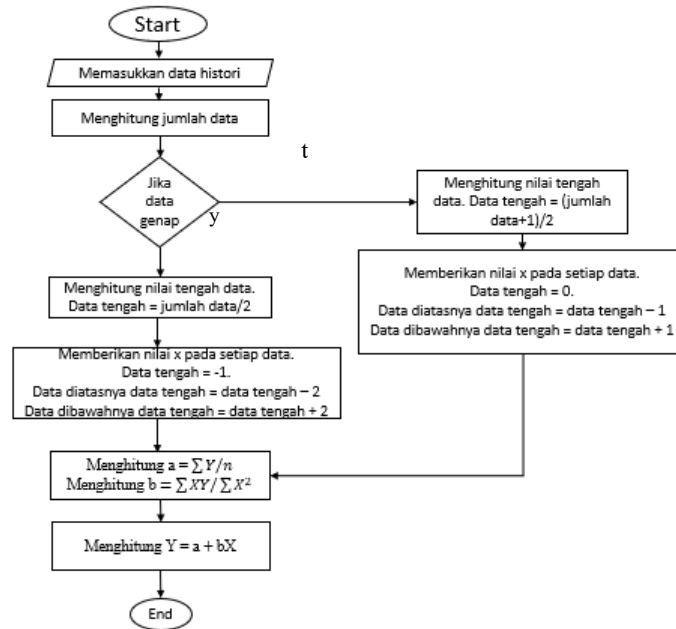 Start
Memasukkan data histori
Menghitung jumlah data
Jika
data
genap
y
t
Menghitung nilai tengah
data. Data tengah = (jumlah
data+1)/2
Memberikan nilai x pada setiap data.
Data tengah = 0.
Data diatasnya data tengah = data tengah – 1
Data dibawahnya data tengah = data tengah + 1
Menghitung nilai tengah data.
Data tengah = jumlah data/2
Memberikan nilai x pada setiap data.
Data tengah = -1.
Data diatasnya data tengah = data tengah – 2
Data dibawahnya data tengah = data tengah + 2
Menghitung a = ∑Y/n
Menghitung b = ∑XY/∑X²
Menghitung Y = a + bX
End